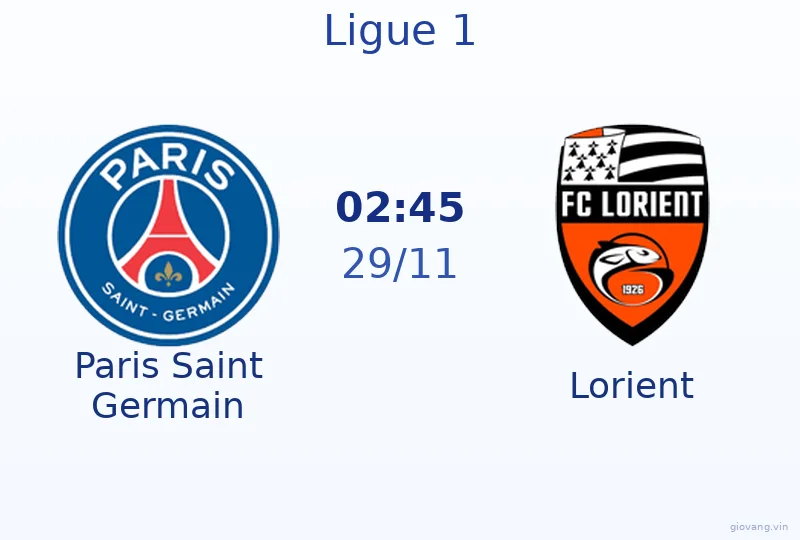 Ligue 1
PARIS
SAINT - GERMAIN
FC LORIENT
1926
02:45
29/11
Paris Saint
Germain
Lorient
giovang.vin